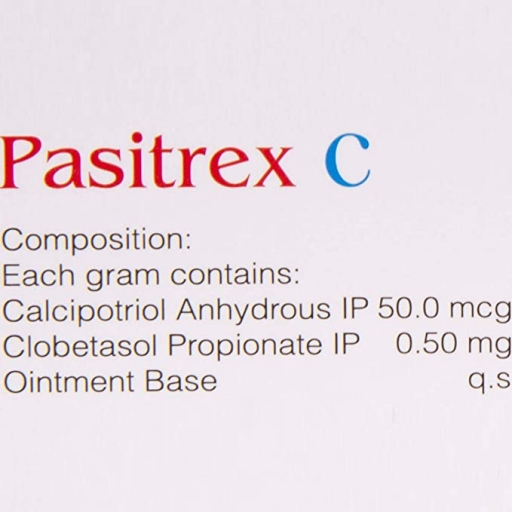 Pasitrex C
Composition:
Each gram contains:
Calcipotriol Anhydrous IP 50.0 mcg
Clobetasol Propionate IP 0.50 mg
Ointment Base q.s